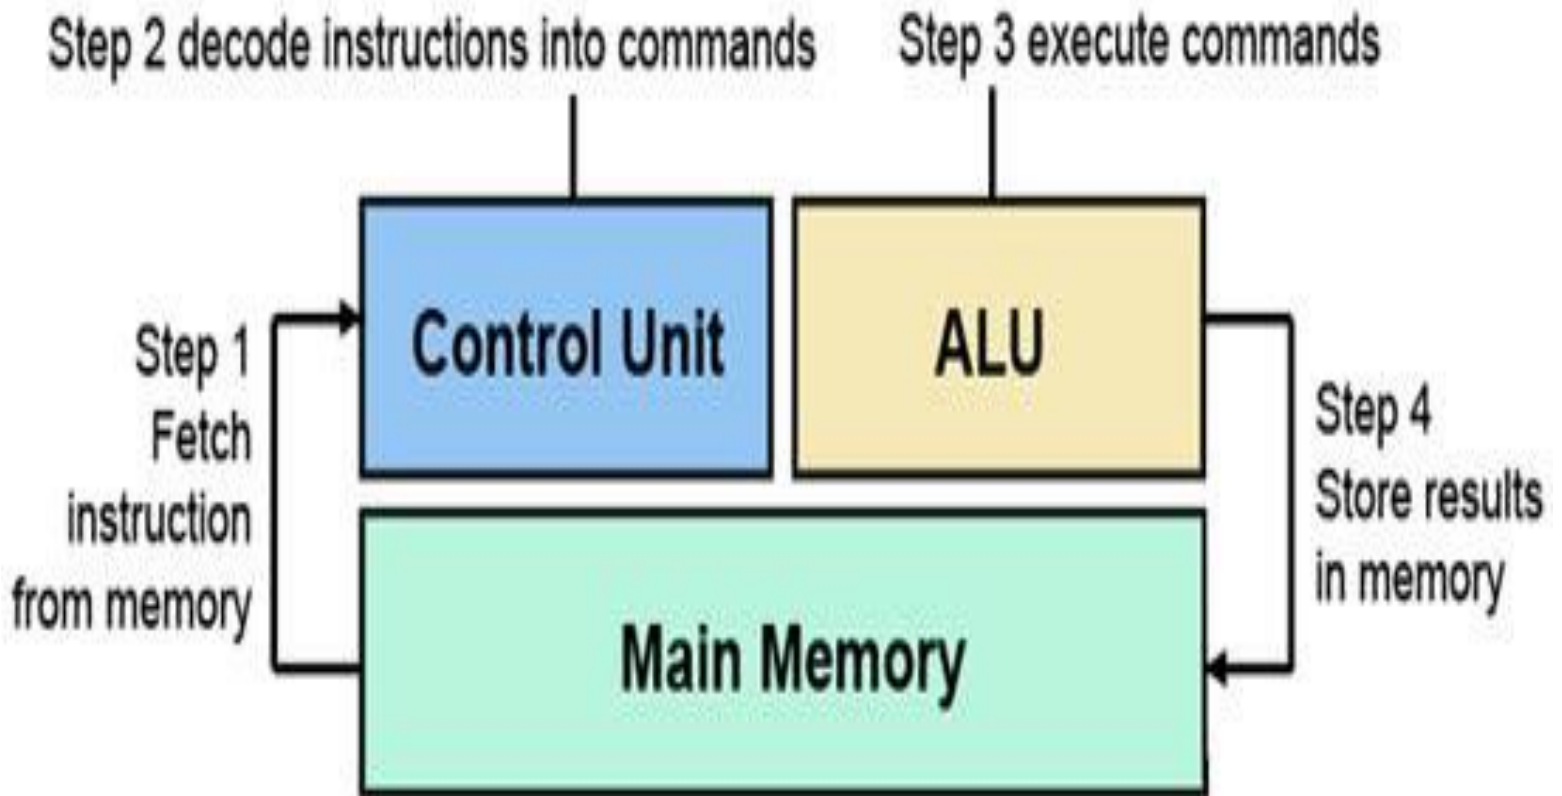 Step 2 decode instructions into commands
Step 3 execute commands
Control Unit
ALU
Step 1
Fetch
instruction
from memory
Step 4
Store results
in memory
Main Memory